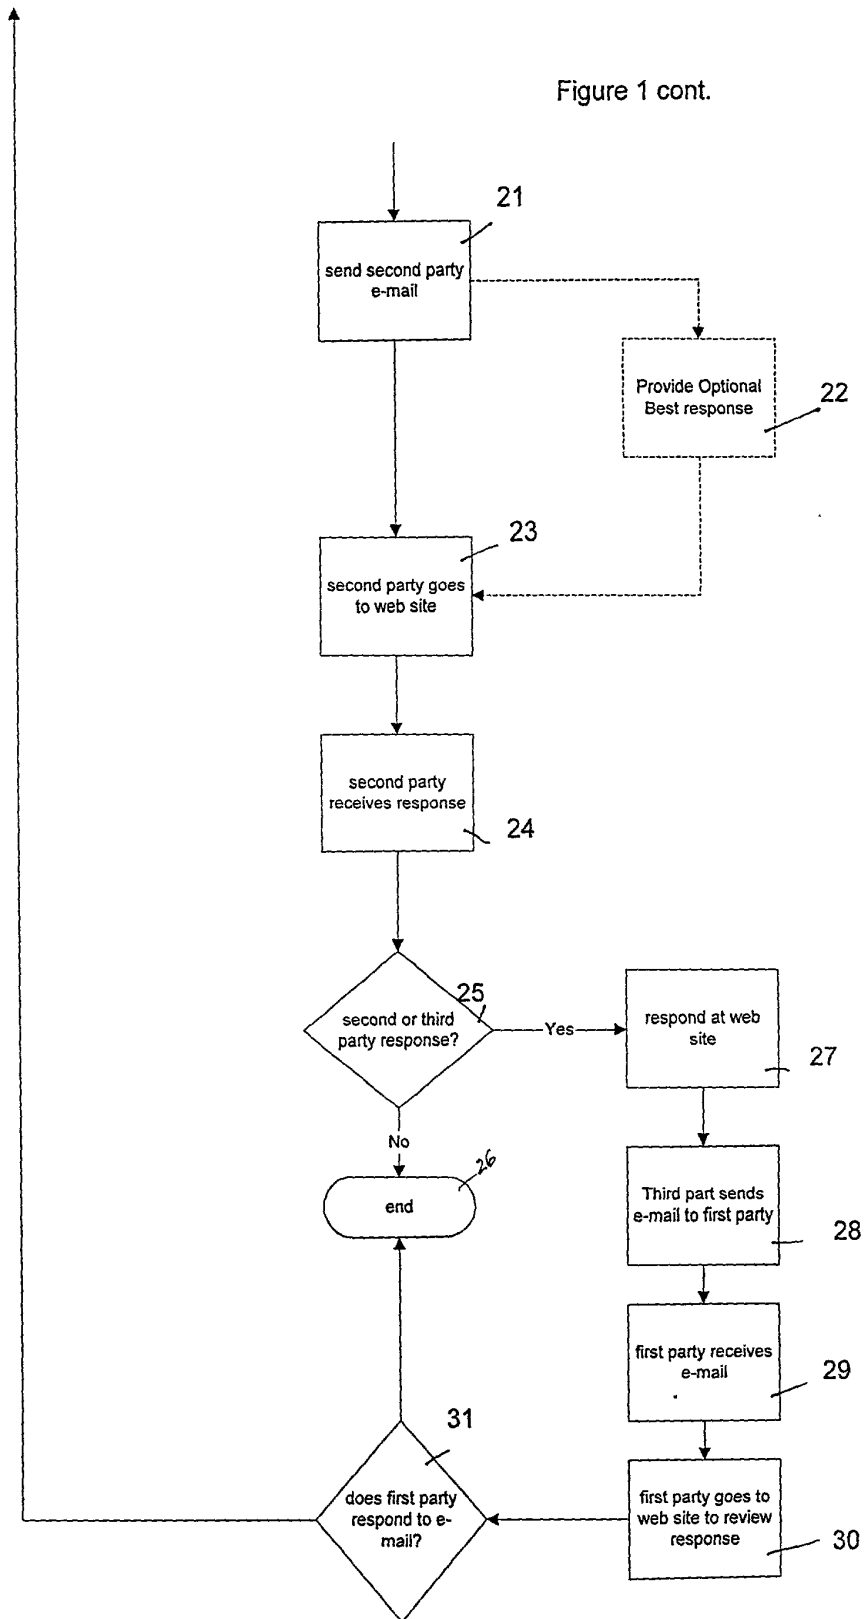 Figure 1 cont.
21
send second party
e-mail
Provide Optional
Best response
22
23
second party goes
to web site
second party
receives response
24
25
second or third
party response?
Yes
respond at web
site
27
No
26
end
Third part sends
e-mail to first party
28
first party receives
e-mail
29
31
does first party
respond to e-
mail?
first party goes to
web site to review
response
30